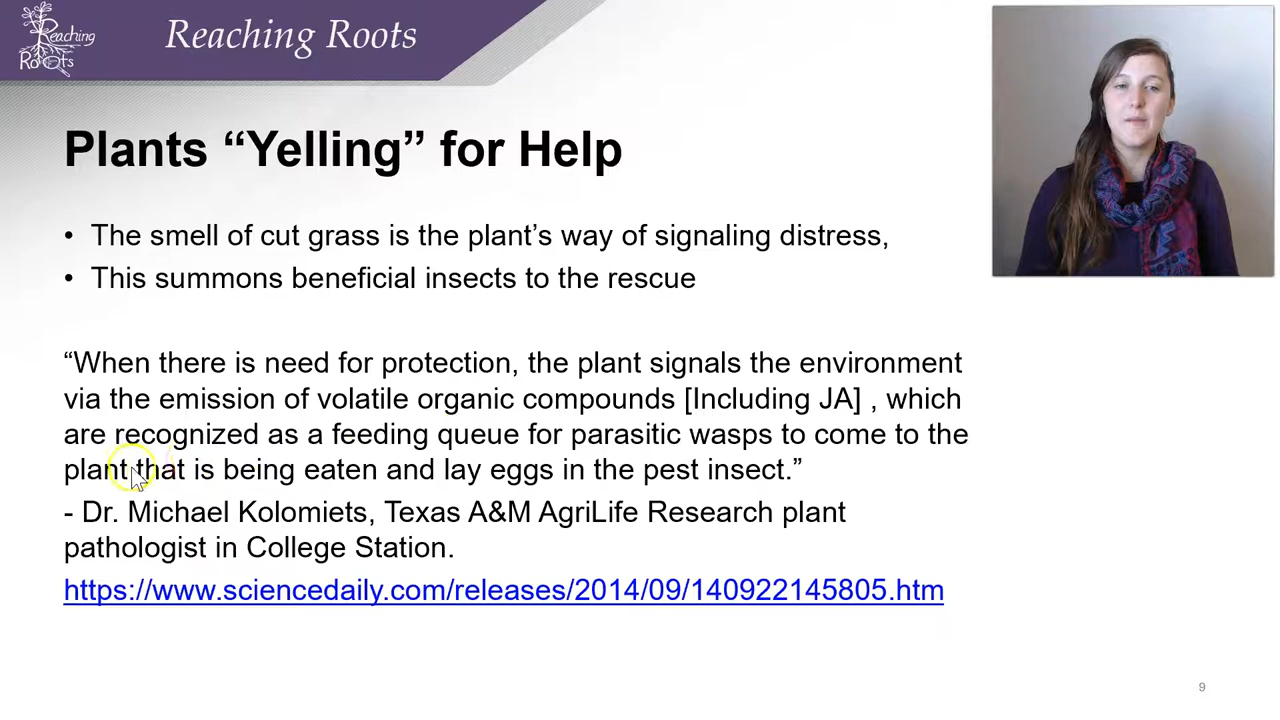 Reaching
Roots
Reaching Roots
Plants “Yelling” for Help
• The smell of cut grass is the plant’s way of signaling distress,
• This summons beneficial insects to the rescue
“When there is need for protection, the plant signals the environment
via the emission of volatile organic compounds [Including JA] , which
are recognized as a feeding queue for parasitic wasps to come to the
plant that is being eaten and lay eggs in the pest insect.”
- Dr. Michael Kolomiets, Texas A&M AgriLife Research plant
pathologist in College Station.
https://www.sciencedaily.com/releases/2014/09/140922145805.htm
9